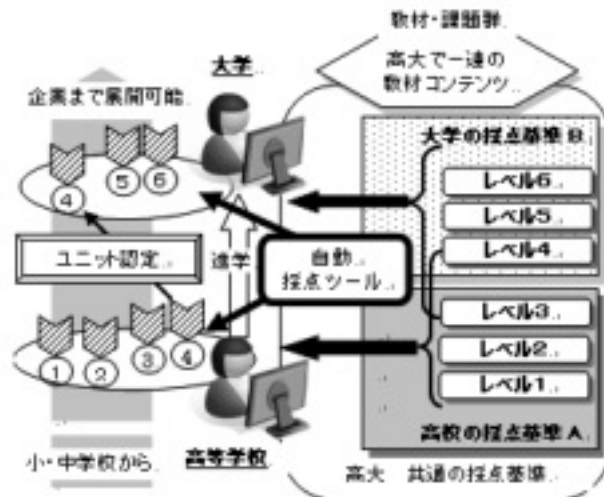 教材・課題群
高大で一連の
教材コンテンツ
大学
企業まで展開可能
大学の採点基準B
レベル6
レベル5
レベル4
④
⑤
⑥
ユニット認定
進学
自動
採点ツール
レベル3
レベル2
レベル1
①
②
③
④
高校の採点基準A
小・中学校から
高等学校
高大 共通の採点基準